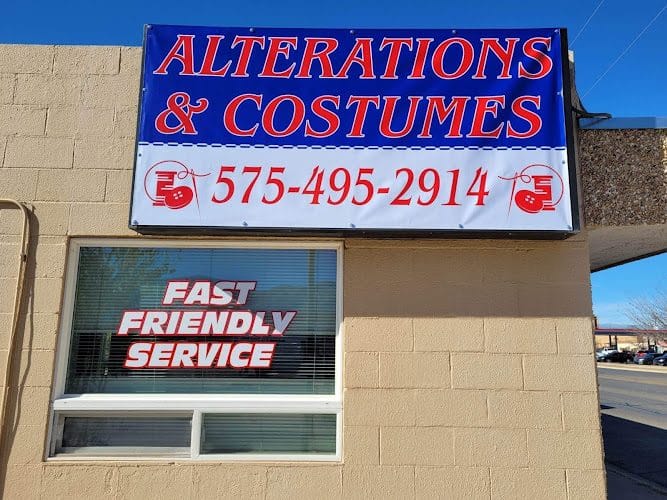 ALTERATIONS
& COSTUMES
575-495-2914
FAST
FRIENDLY
SERVICE